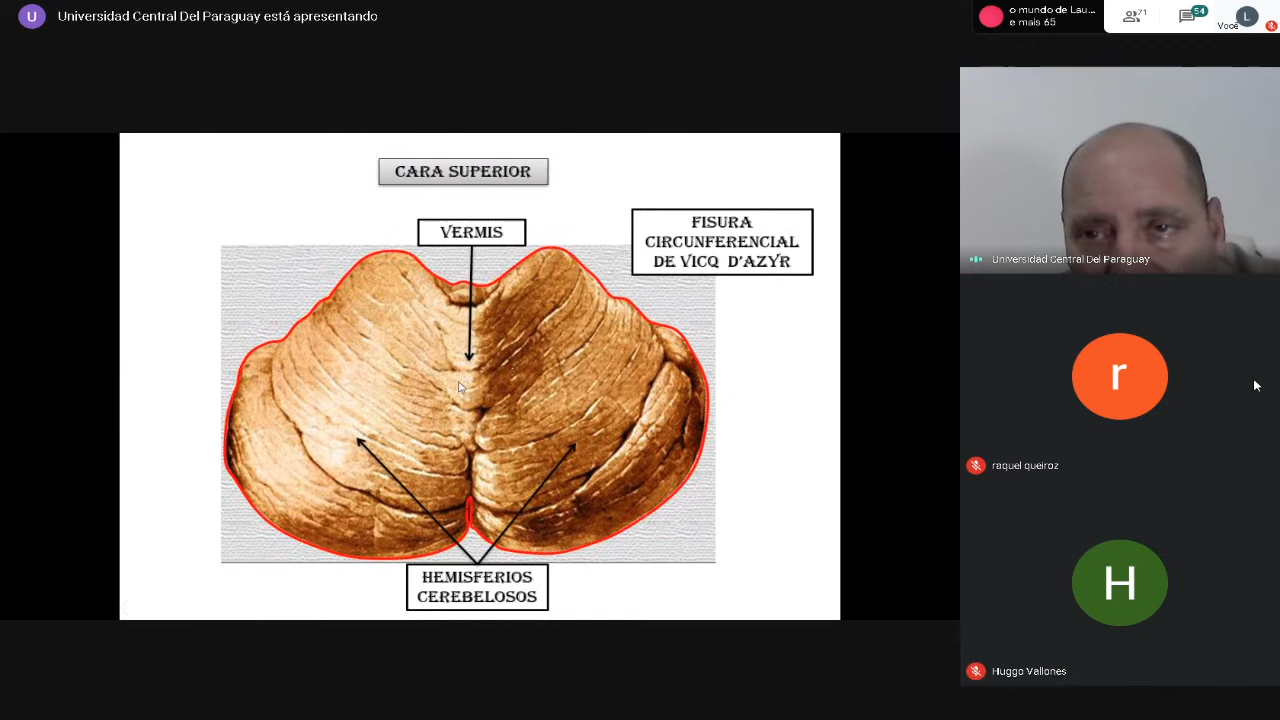 U
Universidad Central Del Paraguay está apresentando
o mundo de Lau...
e mais 65
71
54
L
Você
CARA SUPERIOR
VERMIS
FISURA
CIRCUNFERENCIAL
DE VICQ D'AZYR
HEMISFERIOS
CEREBELOSOS
Universidad Central Del Paraguay
r
raquel queiroz
H
Huggo Vallones